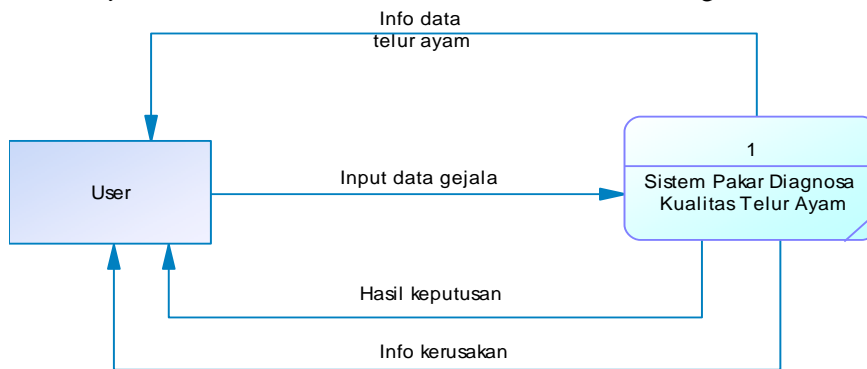 Info data
telur ayam
1
User
Input data gejala
Sistem Pakar Diagnosa
Kualitas Telur Ayam
Hasil keputusan
Info kerusakan